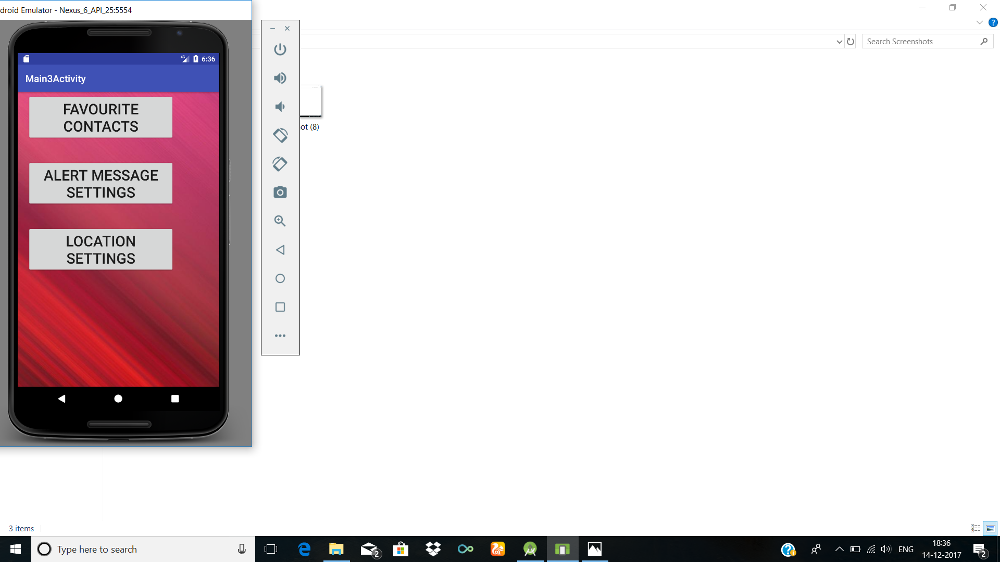 droid Emulator - Nexus_6_API_25:5554
Search Screenshots
4G 6:36
Main3Activity
FAVOURITE
CONTACTS
ot (8)
ALERT MESSAGE
SETTINGS
LOCATION
SETTINGS
3 items
Type here to search
2
ENG
18:36
14-12-2017
2